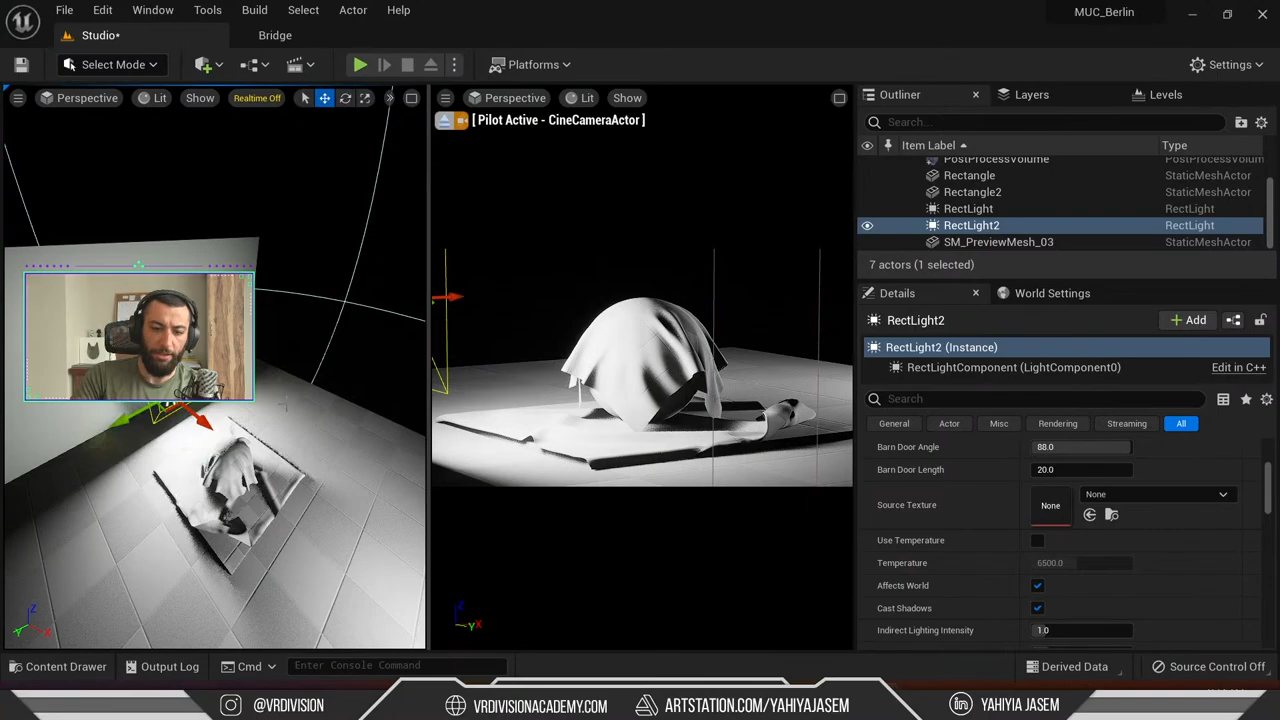 File Edit Window Tools Build Select Actor Help
MUC_Berlin
Studio*
Bridge
Select Mode
Platforms
Settings
Perspective Lit Show Realtime Off
Perspective Lit Show
[ Pilot Active - CineCameraActor ]
Outliner
Layers
Levels
Search...
Item Label
Type
PostProcessVolume PostProcessVolum
Rectangle StaticMeshActor
Rectangle2 StaticMeshActor
RectLight RectLight
RectLight2 RectLight
SM_PreviewMesh_03 StaticMeshActor
7 actors (1 selected)
Details
World Settings
RectLight2
Add
RectLight2 (Instance)
RectLightComponent (LightComponent0)
Edit in C++
Search
General Actor Misc Rendering Streaming All
Barn Door Angle 88.0
Barn Door Length 20.0
Source Texture None None
Use Temperature
Temperature 6500.0
Affects World
Cast Shadows
Indirect Lighting Intensity 1.0
Z
Y X
Z
Y X
Content Drawer
Output Log
Cmd
Enter Console Command
Derived Data
Source Control Off
@VRDIVISION
VRDIVISIONACADEMY.COM
ARTSTATION.COM/YAHIYAJASEM
YAHIYIA JASEM